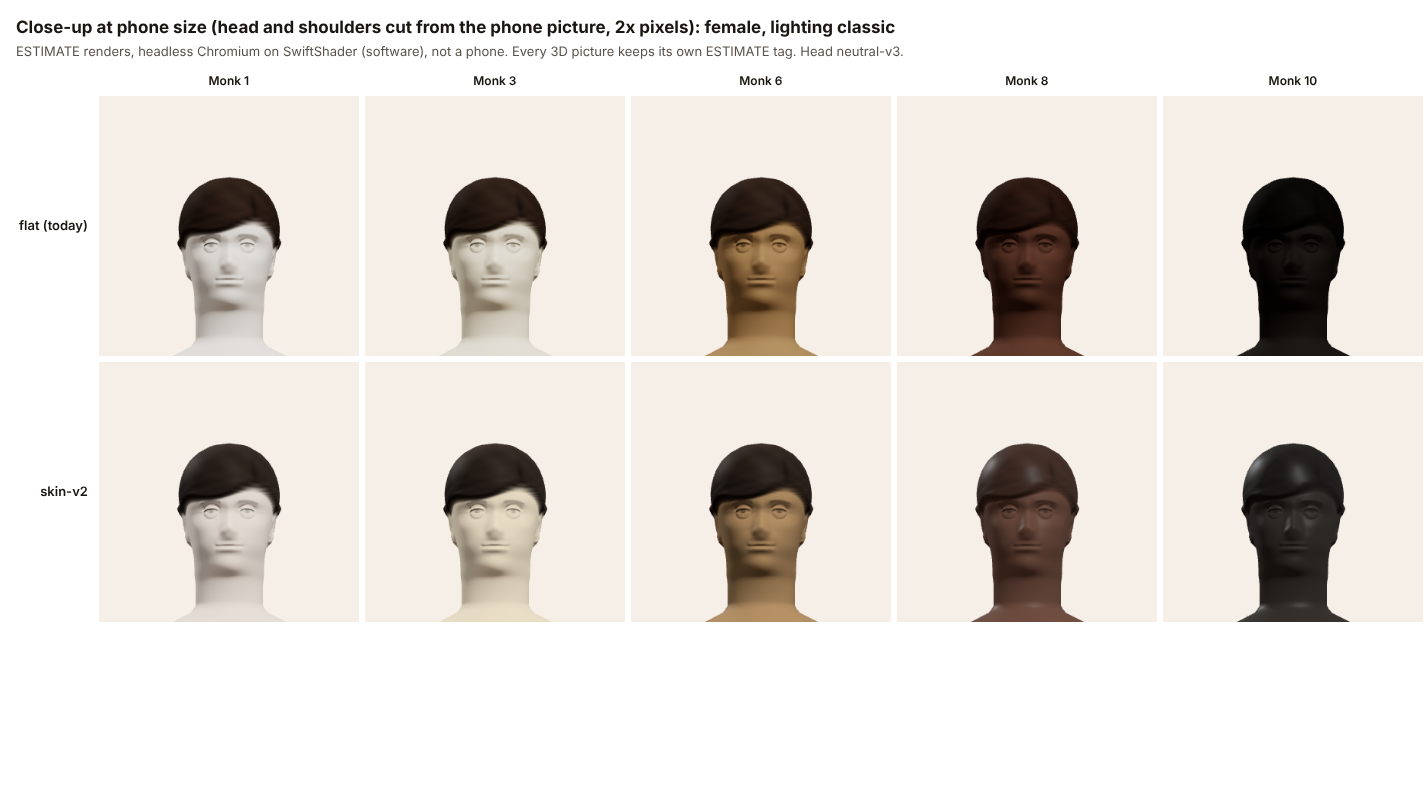 Close-up at phone size (head and shoulders cut from the phone picture, 2x pixels): female, lighting classic
ESTIMATE renders, headless Chromium on SwiftShader (software), not a phone. Every 3D picture keeps its own ESTIMATE tag. Head neutral-v3.
Monk 1 Monk 3 Monk 6 Monk 8 Monk 10
flat (today)
skin-v2